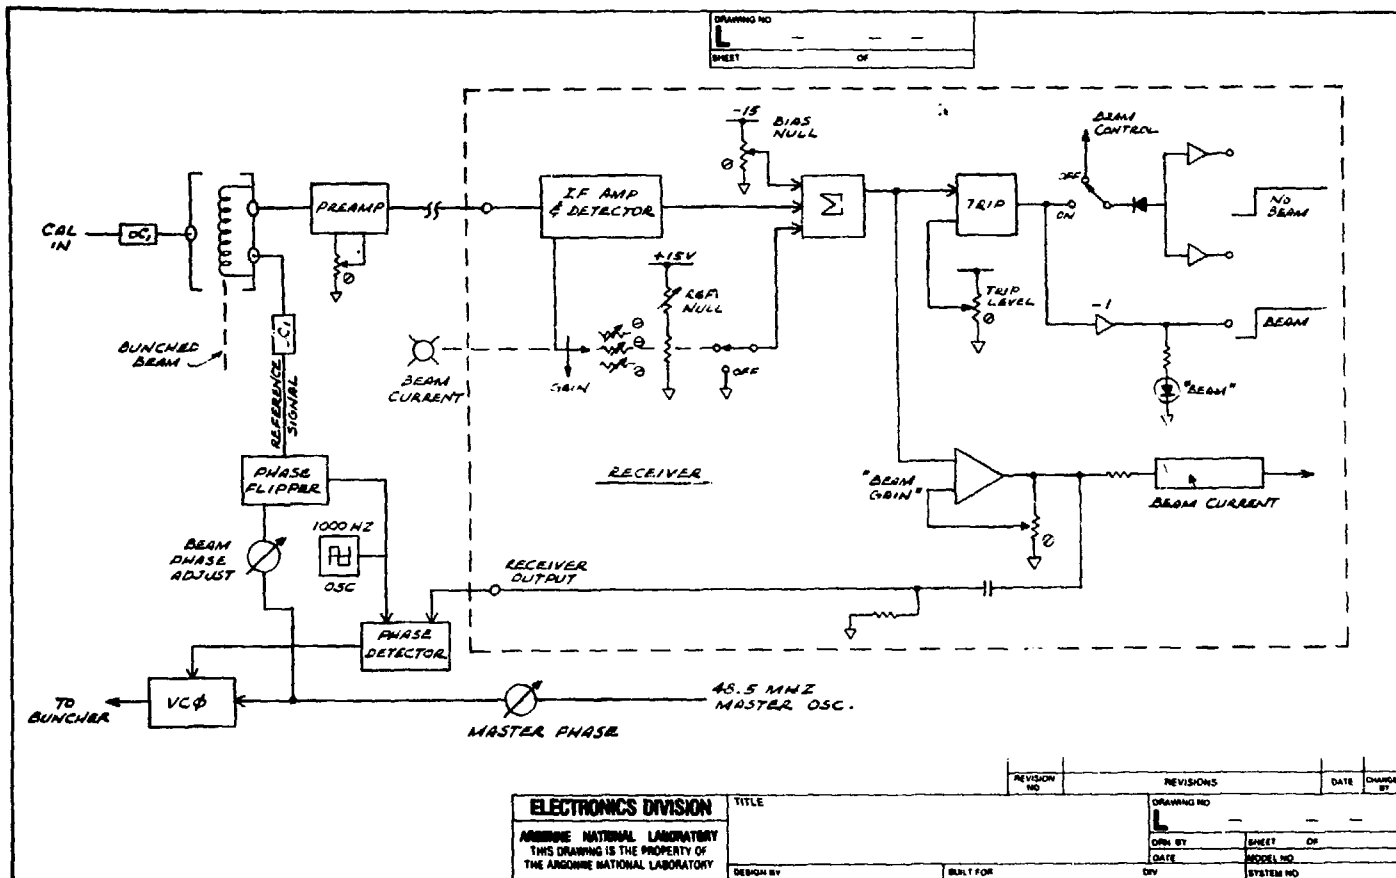 DRAWING NO
L - - -
SHEET OF
-15
BIAS
NULL
BEAM
CONTROL
OFF
ON
NO
BEAM
IF AMP
& DETECTOR
PREAMP
Σ
TRIP
CAL
IN
+15V
REF
NULL
TRIP
LEVEL
-1
BEAM
"BEAM"
BUNCHED
BEAM
BEAM
CURRENT
GAIN
OFF
REFERENCE
SIGNAL
RECEIVER
"BEAM
GAIN"
BEAM CURRENT
PHASE
FLIPPER
1000 HZ
OSC
BEAM
PHASE
ADJUST
RECEIVER
OUTPUT
PHASE
DETECTOR
VCϕ
TO
BUNCHER
48.5 MHZ
MASTER OSC.
MASTER PHASE
REVISION
NO
REVISIONS
DATE
CHANGE
BY
ELECTRONICS DIVISION
ARGONNE NATIONAL LABORATORY
THIS DRAWING IS THE PROPERTY OF
THE ARGONNE NATIONAL LABORATORY
TITLE
DRAWING NO
L - - -
DRN BY
SHEET OF
DATE
MODEL NO
DESIGN BY
BUILT FOR
DIV
SYSTEM NO